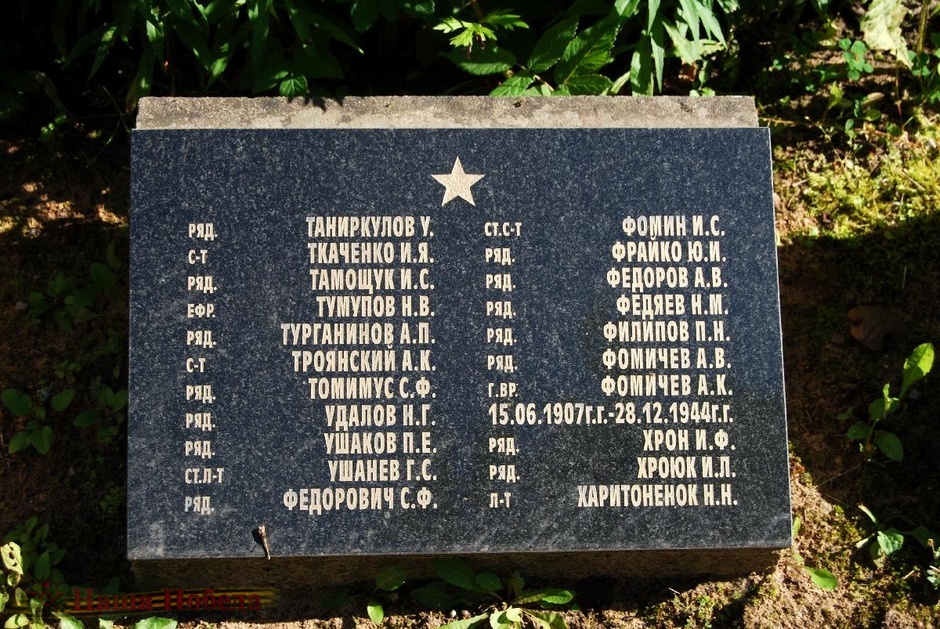 РЯД. ТАНИРКУЛОВ У.
С-Т ТКАЧЕНКО И.Я.
РЯД. ТАМОЩУК И.С.
ЕФР. ТУМУПОВ Н.В.
РЯД. ТУРГАНИНОВ А.П.
С-Т ТРОЯНСКИЙ А.К.
РЯД. ТОМИМУС С.Ф.
РЯД. УДАЛОВ Н.Г.
РЯД. УШАКОВ П.Е.
СТ.Л-Т УШАНЕВ Г.С.
РЯД. ФЕДОРОВИЧ С.Ф.
СТ.С-Т ФОМИН И.С.
РЯД. ФРАЙКО Ю.И.
РЯД. ФЕДОРОВ А.В.
РЯД. ФЕДЯЕВ Н.М.
РЯД. ФИЛИПОВ П.Н.
РЯД. ФОМИЧЕВ А.В.
Г.ВР. ФОМИЧЕВ А.К.
15.06.1907г.г.-28.12.1944г.г.
РЯД. ХРОН И.Ф.
РЯД. ХРОЮК И.П.
Л-Т ХАРИТОНЕНОК Н.Н.
Наша Победа